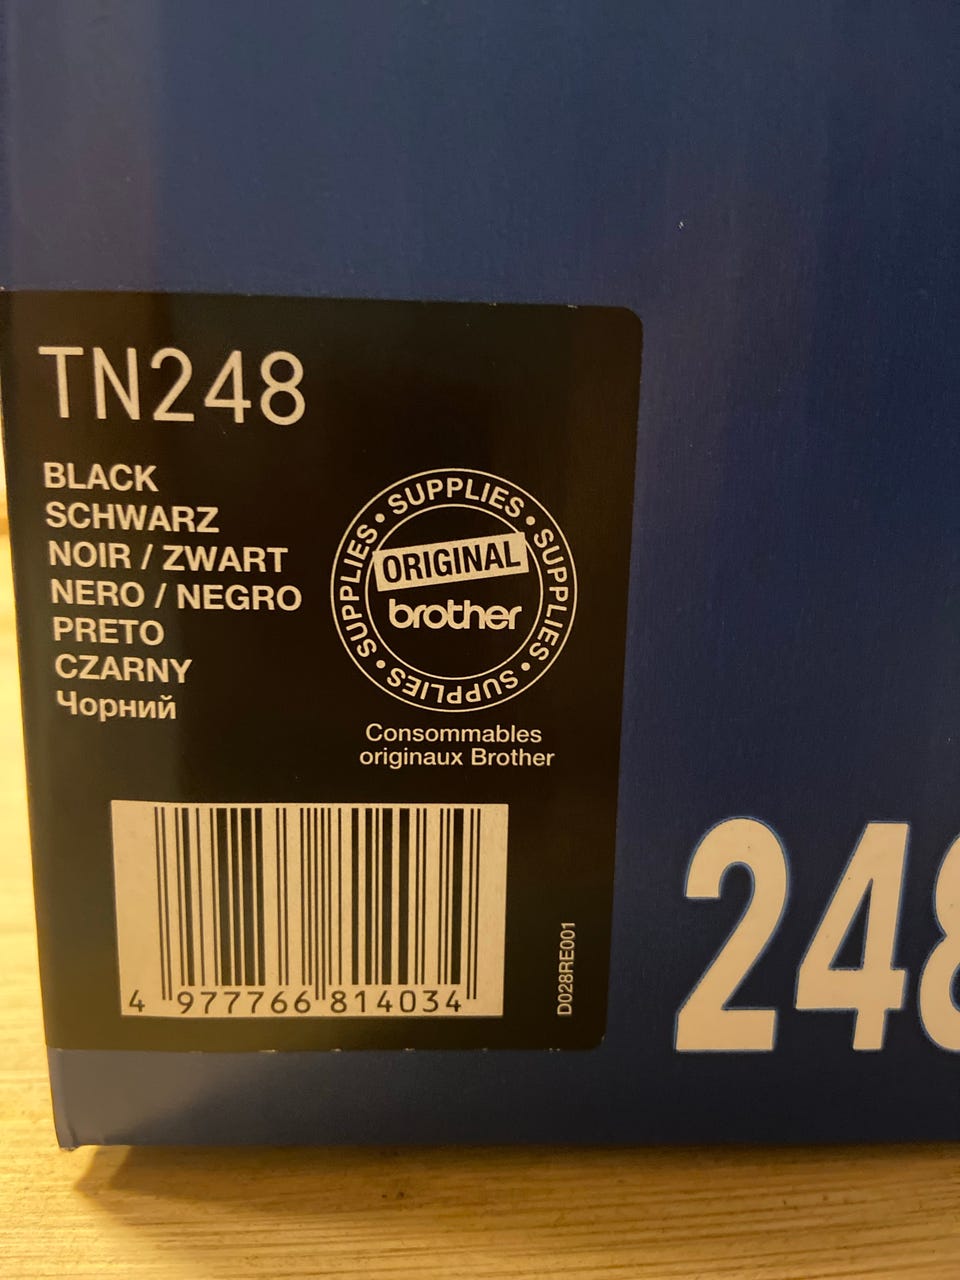 TN248
BLACK
SCHWARZ
NOIR / ZWART
NERO / NEGRO
PRETO
CZARNY
Чорний
SUPPLIES • SUPPLIES • SUPPLIES • SUPPLIES •
ORIGINAL
brother
Consommables
originaux Brother
4 977766 814034
D028RE001
248